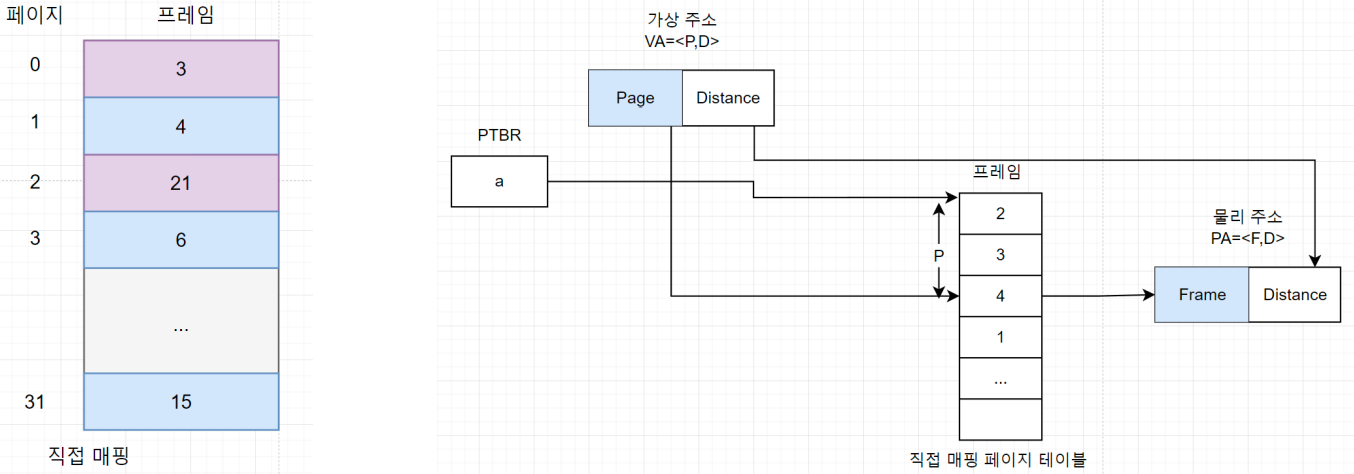 페이지 프레임
0 3
1 4
2 21
3 6
...
31 15
직접 매핑
가상 주소
VA=<P,D>
Page Distance
PTBR
a
프레임
2
3
P
4
1
...
직접 매핑 페이지 테이블
물리 주소
PA=<F,D>
Frame Distance